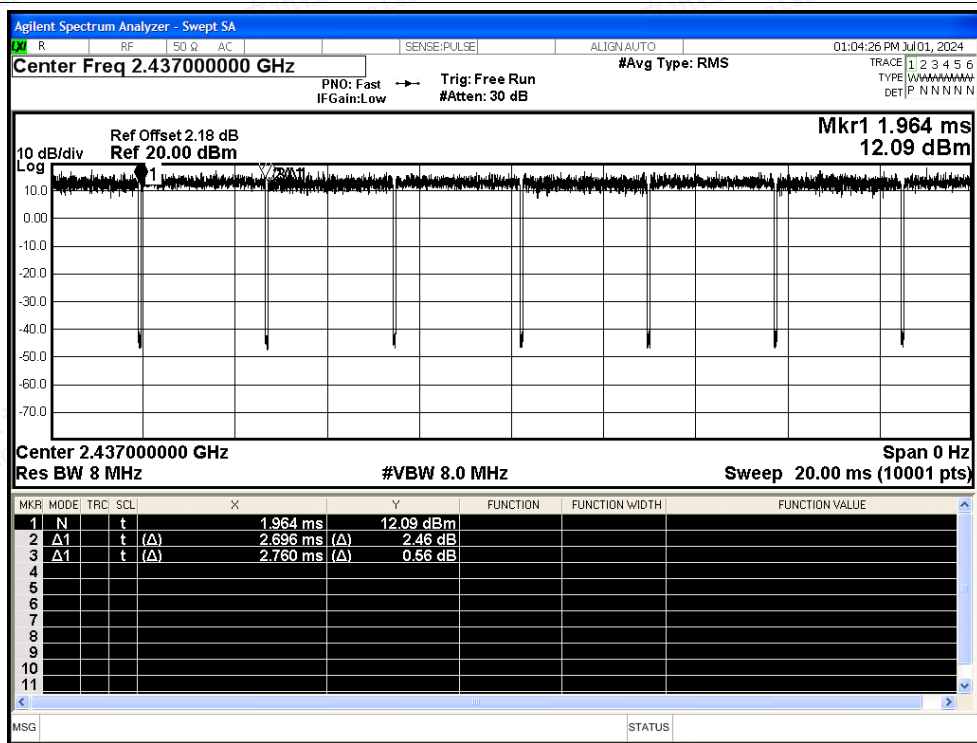 Agilent Spectrum Analyzer - Swept SA
LXI R RF 50 Ω AC SENSE:PULSE ALIGN AUTO 01:04:26 PM Jul 01, 2024
Center Freq 2.437000000 GHz #Avg Type: RMS TRACE 1 2 3 4 5 6
PNO: Fast Trig: Free Run TYPE W
IFGain:Low #Atten: 30 dB DET P N N N N N
Mkr1 1.964 ms
Ref Offset 2.18 dB
10 dB/div Ref 20.00 dBm 12.09 dBm
Log
1
10.0
0.00
-10.0
-20.0
-30.0
-40.0
-50.0
-60.0
-70.0
Center 2.437000000 GHz Span 0 Hz
Res BW 8 MHz #VBW 8.0 MHz Sweep 20.00 ms (10001 pts)
MKR MODE TRC SCL X Y FUNCTION FUNCTION WIDTH FUNCTION VALUE
1 N t 1.964 ms 12.09 dBm
2 Δ1 t (Δ) 2.696 ms (Δ) 2.46 dB
3 Δ1 t (Δ) 2.760 ms (Δ) 0.56 dB
4
5
6
7
8
9
10
11
MSG STATUS